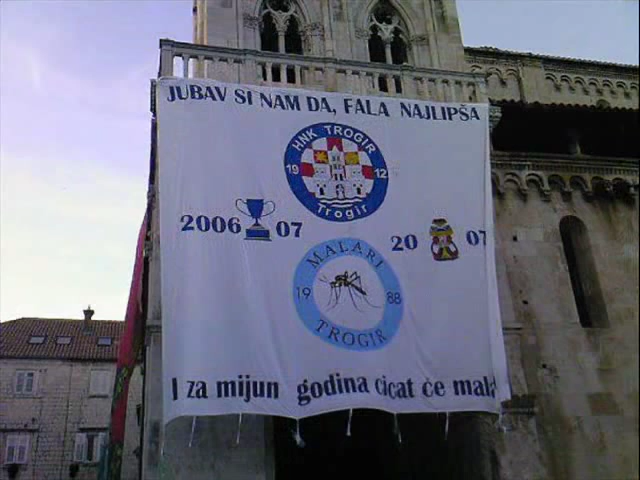 JUBAV SI NAM DA, FALA NAJLIPŠA
HNK TROGIR
19 12
Trogir
2006 07
20 07
MALARI
19 88
TROGIR
I za mijun godina cicat će mala